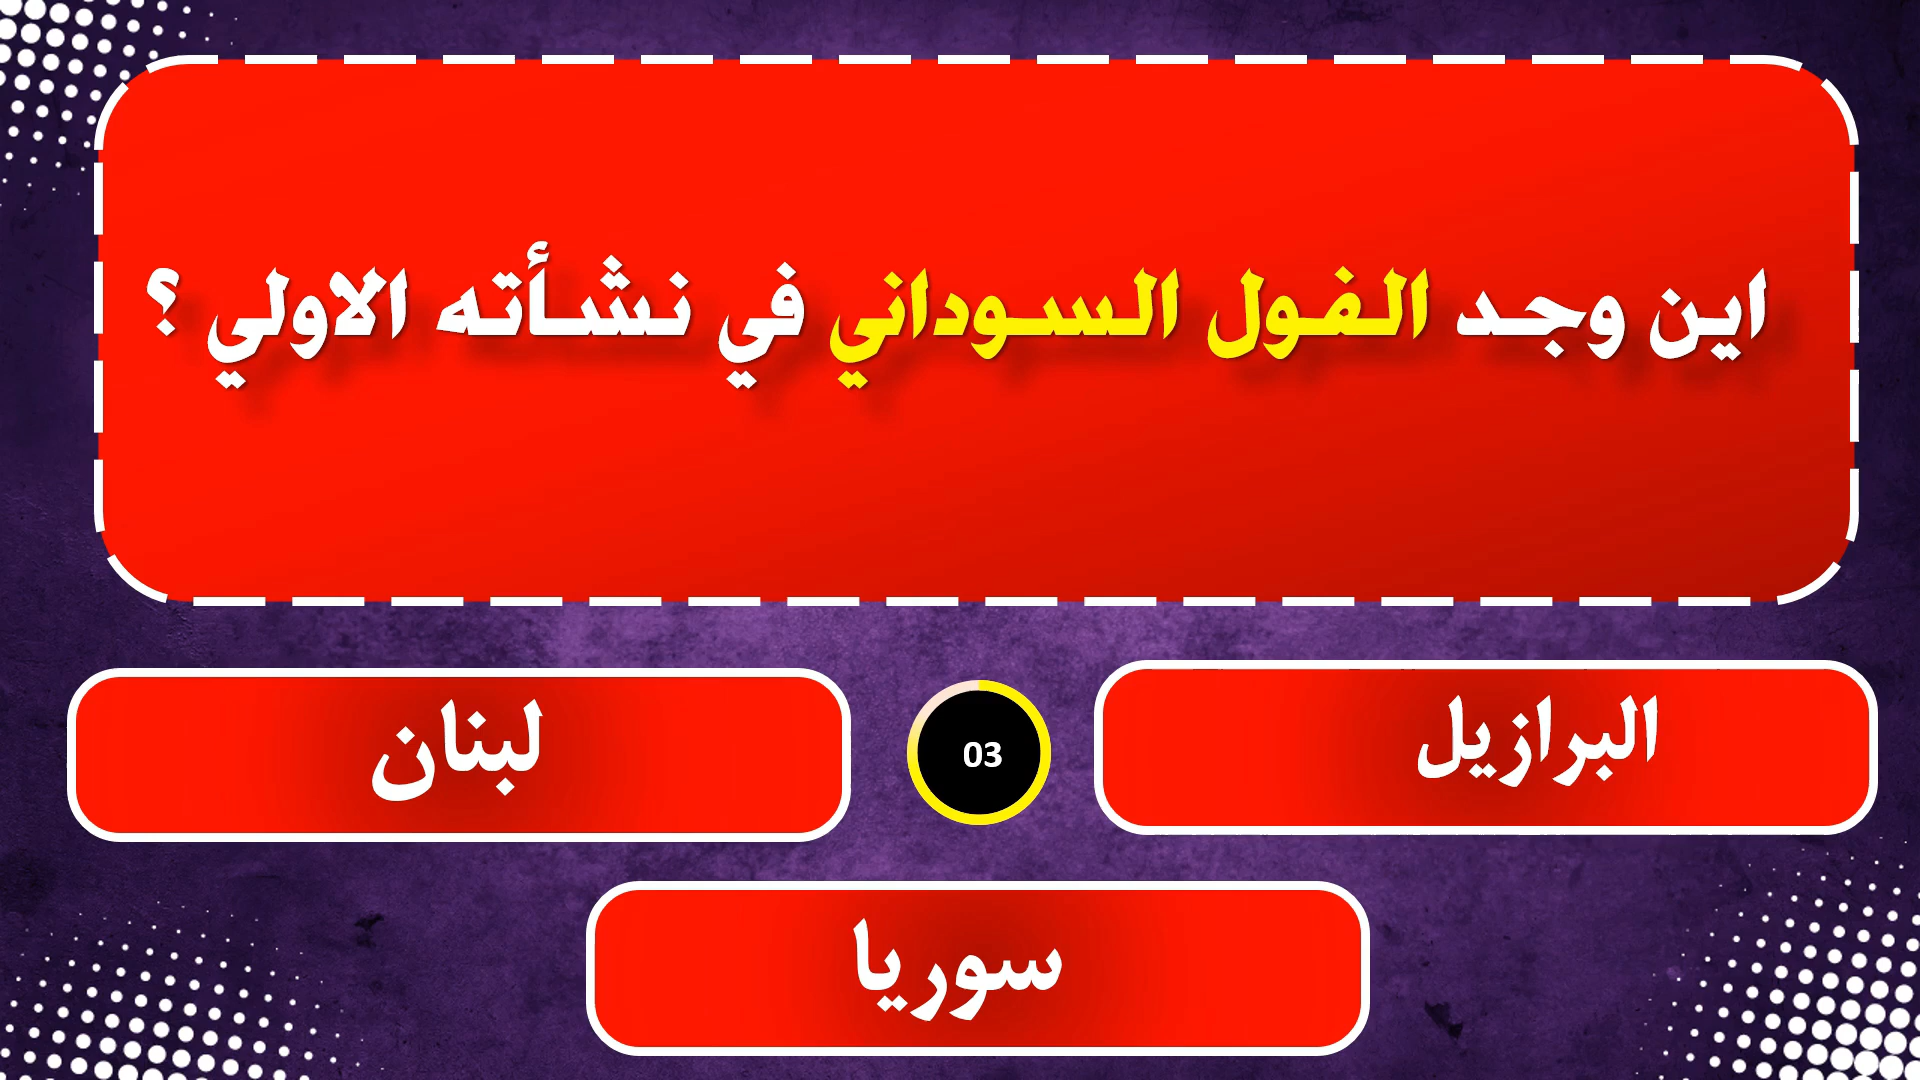 اين وجد الفول السوداني في نشأته الاولي ؟
البرازيل
03
لبنان
سوريا